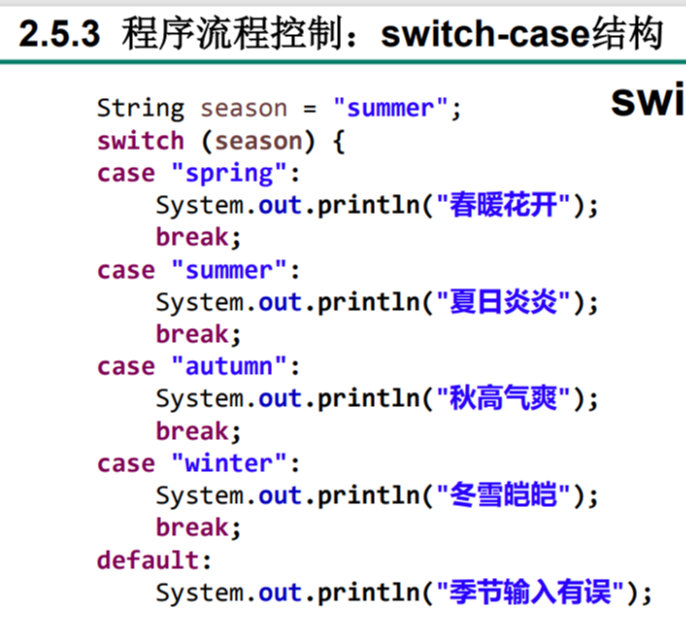 2.5.3 程序流程控制：switch-case结构
swi
String season = "summer";
switch (season) {
case "spring":
System.out.println("春暖花开");
break;
case "summer":
System.out.println("夏日炎炎");
break;
case "autumn":
System.out.println("秋高气爽");
break;
case "winter":
System.out.println("冬雪皑皑");
break;
default:
System.out.println("季节输入有误");